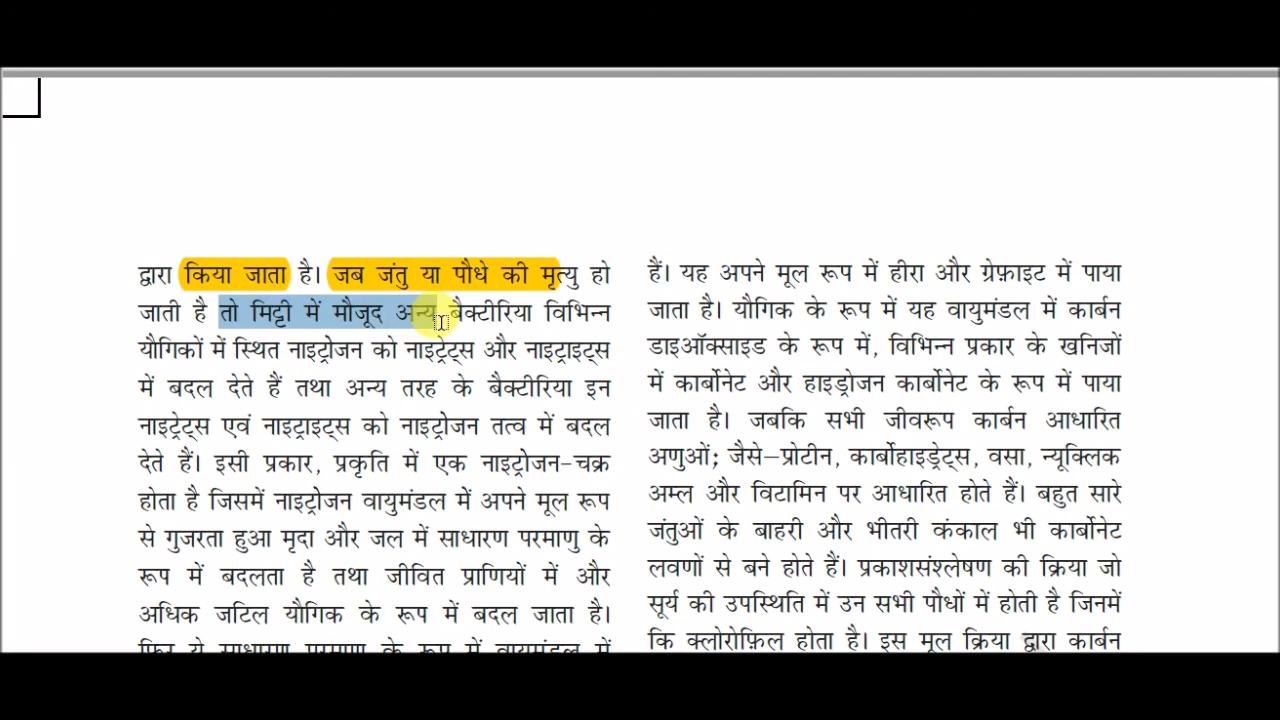 द्वारा किया जाता है। जब जंतु या पौधे की मृत्यु हो
जाती है तो मिट्टी में मौजूद अन्य बैक्टीरिया विभिन्न
यौगिकों में स्थित नाइट्रोजन को नाइट्रेट्स और नाइट्राइट्स
में बदल देते हैं तथा अन्य तरह के बैक्टीरिया इन
नाइट्रेट्स एवं नाइट्राइट्स को नाइट्रोजन तत्व में बदल
देते हैं। इसी प्रकार, प्रकृति में एक नाइट्रोजन-चक्र
होता है जिसमें नाइट्रोजन वायुमंडल में अपने मूल रूप
से गुजरता हुआ मृदा और जल में साधारण परमाणु के
रूप में बदलता है तथा जीवित प्राणियों में और
अधिक जटिल यौगिक के रूप में बदल जाता है।
फिर ये साधारण परमाणु के रूप में वायुमंडल में
हैं। यह अपने मूल रूप में हीरा और ग्रेफ़ाइट में पाया
जाता है। यौगिक के रूप में यह वायुमंडल में कार्बन
डाइऑक्साइड के रूप में, विभिन्न प्रकार के खनिजों
में कार्बोनेट और हाइड्रोजन कार्बोनेट के रूप में पाया
जाता है। जबकि सभी जीवरूप कार्बन आधारित
अणुओं; जैसे–प्रोटीन, कार्बोहाइड्रेट्स, वसा, न्यूक्लिक
अम्ल और विटामिन पर आधारित होते हैं। बहुत सारे
जंतुओं के बाहरी और भीतरी कंकाल भी कार्बोनेट
लवणों से बने होते हैं। प्रकाशसंश्लेषण की क्रिया जो
सूर्य की उपस्थिति में उन सभी पौधों में होती है जिनमें
कि क्लोरोफ़िल होता है। इस मूल क्रिया द्वारा कार्बन